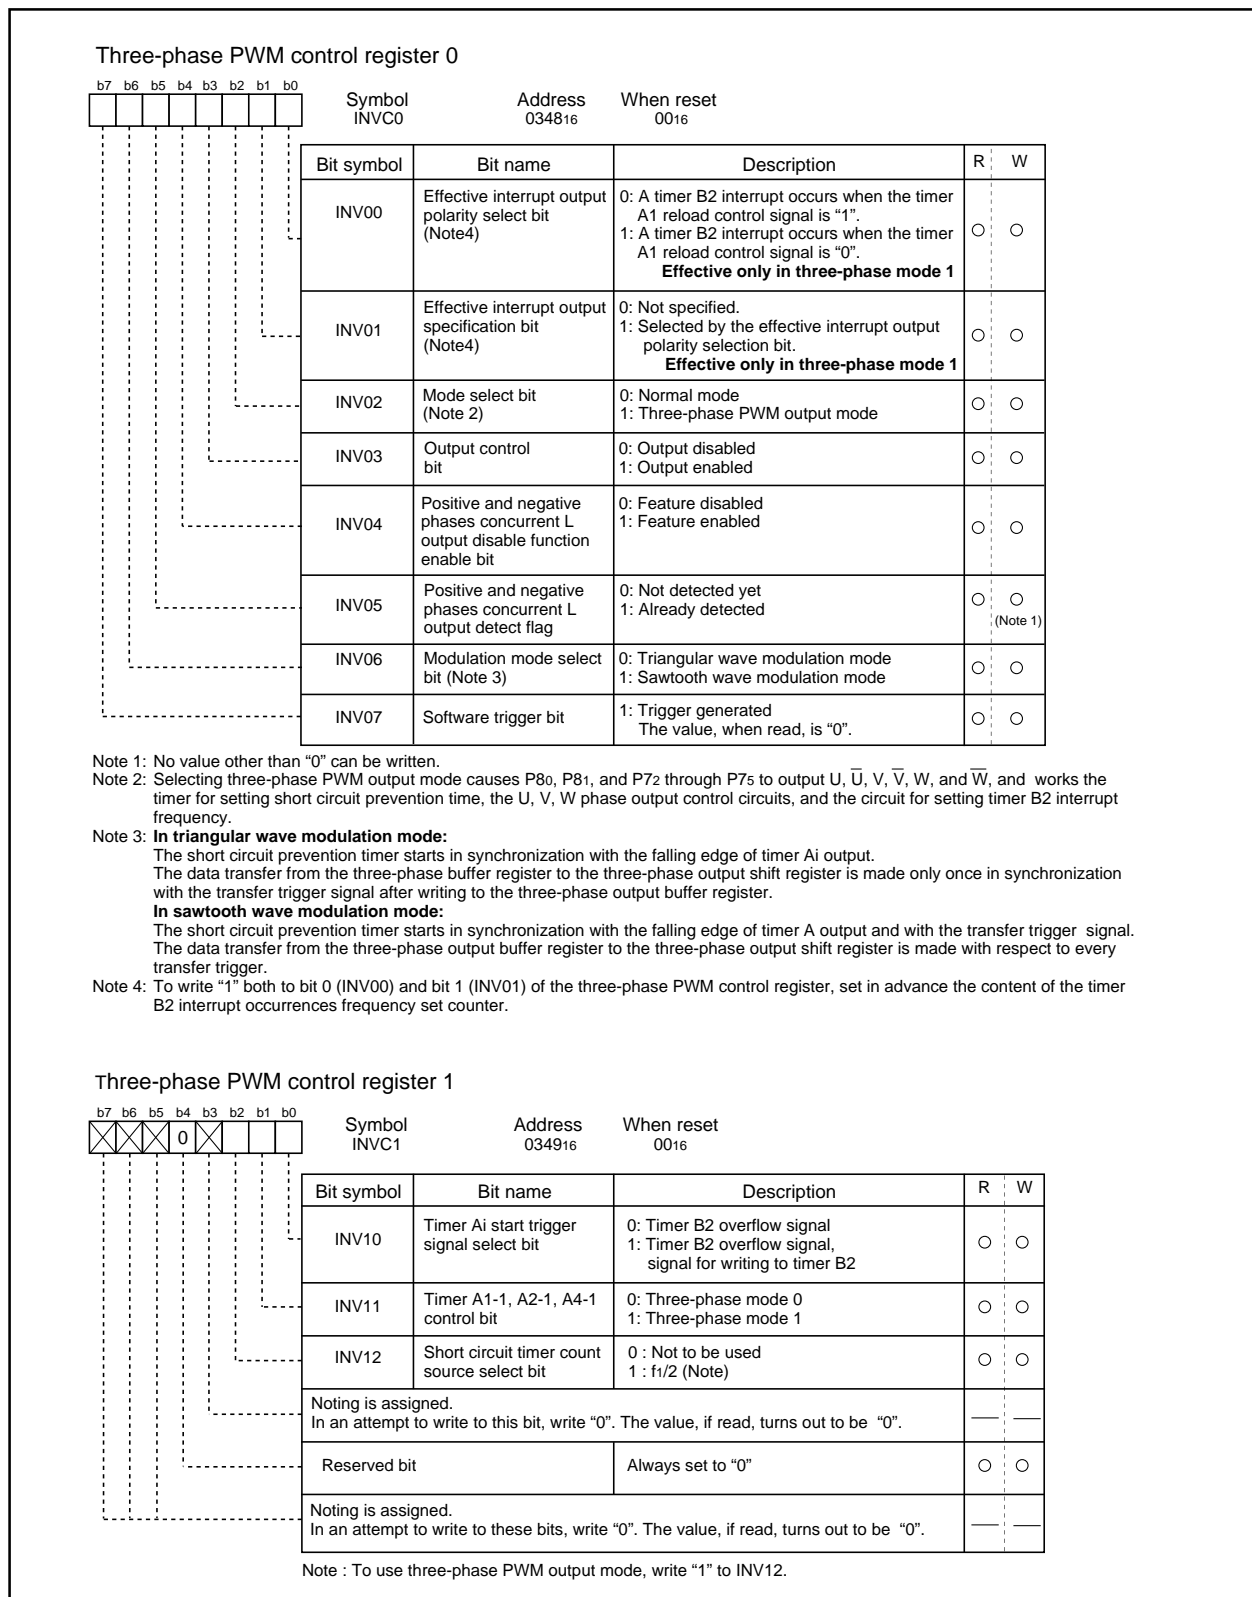 Three-phase PWM control register 0
b7 b6 b5 b4 b3 b2 b1 b0
Symbol Address When reset
INVC0 034816 0016
Bit symbol Bit name Description R W
INV00 Effective interrupt output polarity select bit (Note4) 0: A timer B2 interrupt occurs when the timer
A1 reload control signal is “1”.
1: A timer B2 interrupt occurs when the timer
A1 reload control signal is “0”.
Effective only in three-phase mode 1
INV01 Effective interrupt output specification bit (Note4) 0: Not specified.
1: Selected by the effective interrupt output
polarity selection bit.
Effective only in three-phase mode 1
INV02 Mode select bit (Note 2) 0: Normal mode
1: Three-phase PWM output mode
INV03 Output control bit 0: Output disabled
1: Output enabled
INV04 Positive and negative phases concurrent L output disable function enable bit 0: Feature disabled
1: Feature enabled
INV05 Positive and negative phases concurrent L output detect flag 0: Not detected yet
1: Already detected
(Note 1)
INV06 Modulation mode select bit (Note 3) 0: Triangular wave modulation mode
1: Sawtooth wave modulation mode
INV07 Software trigger bit 1: Trigger generated
The value, when read, is “0”.
Note 1: No value other than “0” can be written.
Note 2: Selecting three-phase PWM output mode causes P80, P81, and P72 through P75 to output U, U̅, V, V̅, W, and W̅, and works the
timer for setting short circuit prevention time, the U, V, W phase output control circuits, and the circuit for setting timer B2 interrupt
frequency.
Note 3: In triangular wave modulation mode:
The short circuit prevention timer starts in synchronization with the falling edge of timer Ai output.
The data transfer from the three-phase buffer register to the three-phase output shift register is made only once in synchronization
with the transfer trigger signal after writing to the three-phase output buffer register.
In sawtooth wave modulation mode:
The short circuit prevention timer starts in synchronization with the falling edge of timer A output and with the transfer trigger signal.
The data transfer from the three-phase output buffer register to the three-phase output shift register is made with respect to every
transfer trigger.
Note 4: To write “1” both to bit 0 (INV00) and bit 1 (INV01) of the three-phase PWM control register, set in advance the content of the timer
B2 interrupt occurrences frequency set counter.
Three-phase PWM control register 1
b7 b6 b5 b4 b3 b2 b1 b0
0
Symbol Address When reset
INVC1 034916 0016
Bit symbol Bit name Description R W
INV10 Timer Ai start trigger signal select bit 0: Timer B2 overflow signal
1: Timer B2 overflow signal,
signal for writing to timer B2
INV11 Timer A1-1, A2-1, A4-1 control bit 0: Three-phase mode 0
1: Three-phase mode 1
INV12 Short circuit timer count source select bit 0 : Not to be used
1 : f1/2 (Note)
Noting is assigned.
In an attempt to write to this bit, write “0”. The value, if read, turns out to be “0”.
Reserved bit Always set to “0”
Noting is assigned.
In an attempt to write to these bits, write “0”. The value, if read, turns out to be “0”.
Note : To use three-phase PWM output mode, write “1” to INV12.